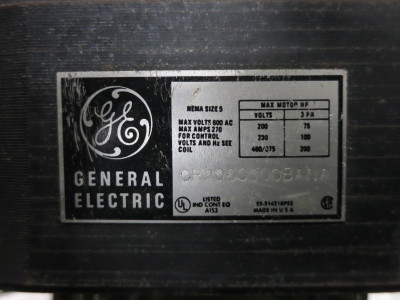 GE
GENERAL
ELECTRIC
NEMA SIZE 5
MAX VOLTS 600 AC
MAX AMPS 270
FOR CONTROL
VOLTS AND Hz SEE
COIL
MAX MOTOR HP
VOLTS 3 PH
200 75
230 100
460/575 200
UL
LISTED
IND CONT EQ
A153
MADE IN U S A